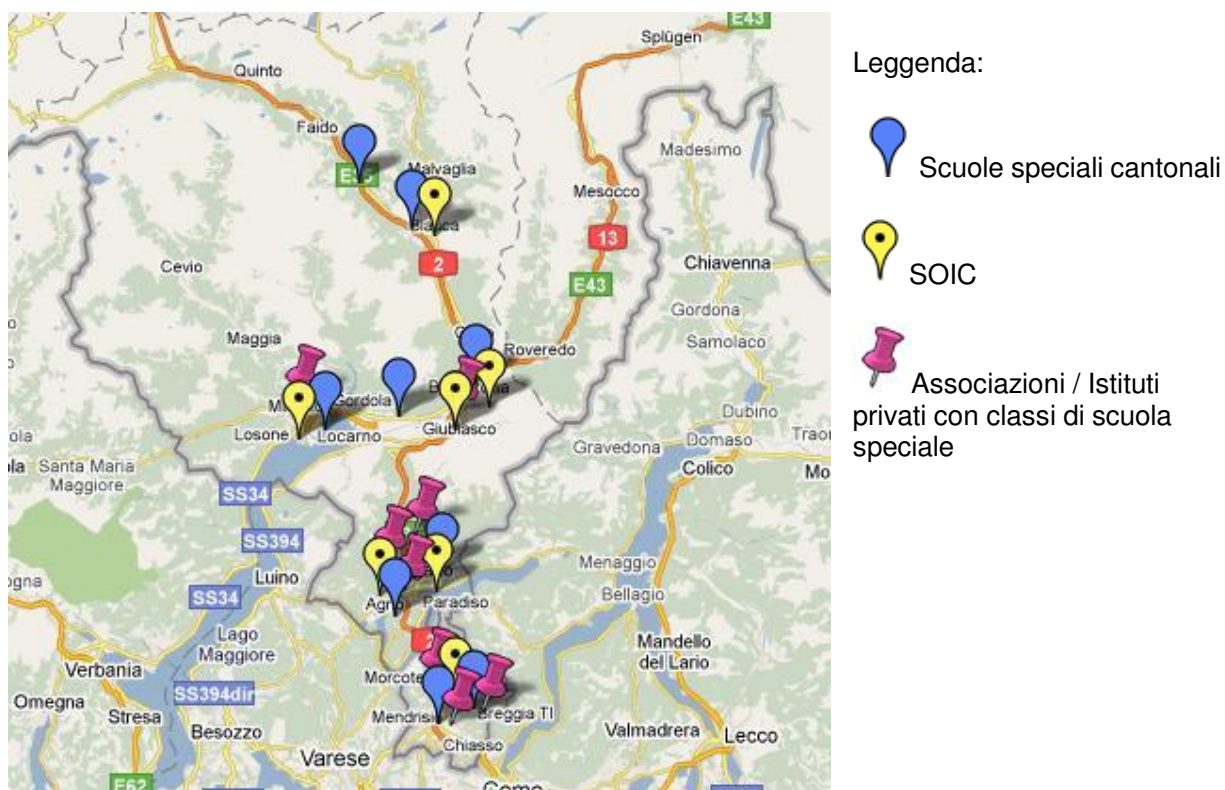 E43
Splügen
Quinto
Faido
Madesimo
Malvaglia
Mesocco
13
Cevio
2
Chiavenna
E43
Gordona
Maggia
Samolaco
Roveredo
Gordola
Dubino
Losone
Locarno
Giubiasco
Gravedona
Domaso
Santa Maria
Maggiore
Colico
SS34
SS394
Menaggio
Luino
Bellagio
SS34
Paradiso
Lago
Maggiore
Mandello
del Lario
Verbania
Morcote
SS394dir
Omegna
Stresa
Breggia TI
Besozzo
Valmadrera
Lecco
Chiasso
Varese
E62
Como
Leggenda:
Scuole speciali cantonali
SOIC
Associazioni / Istituti
privati con classi di scuola
speciale